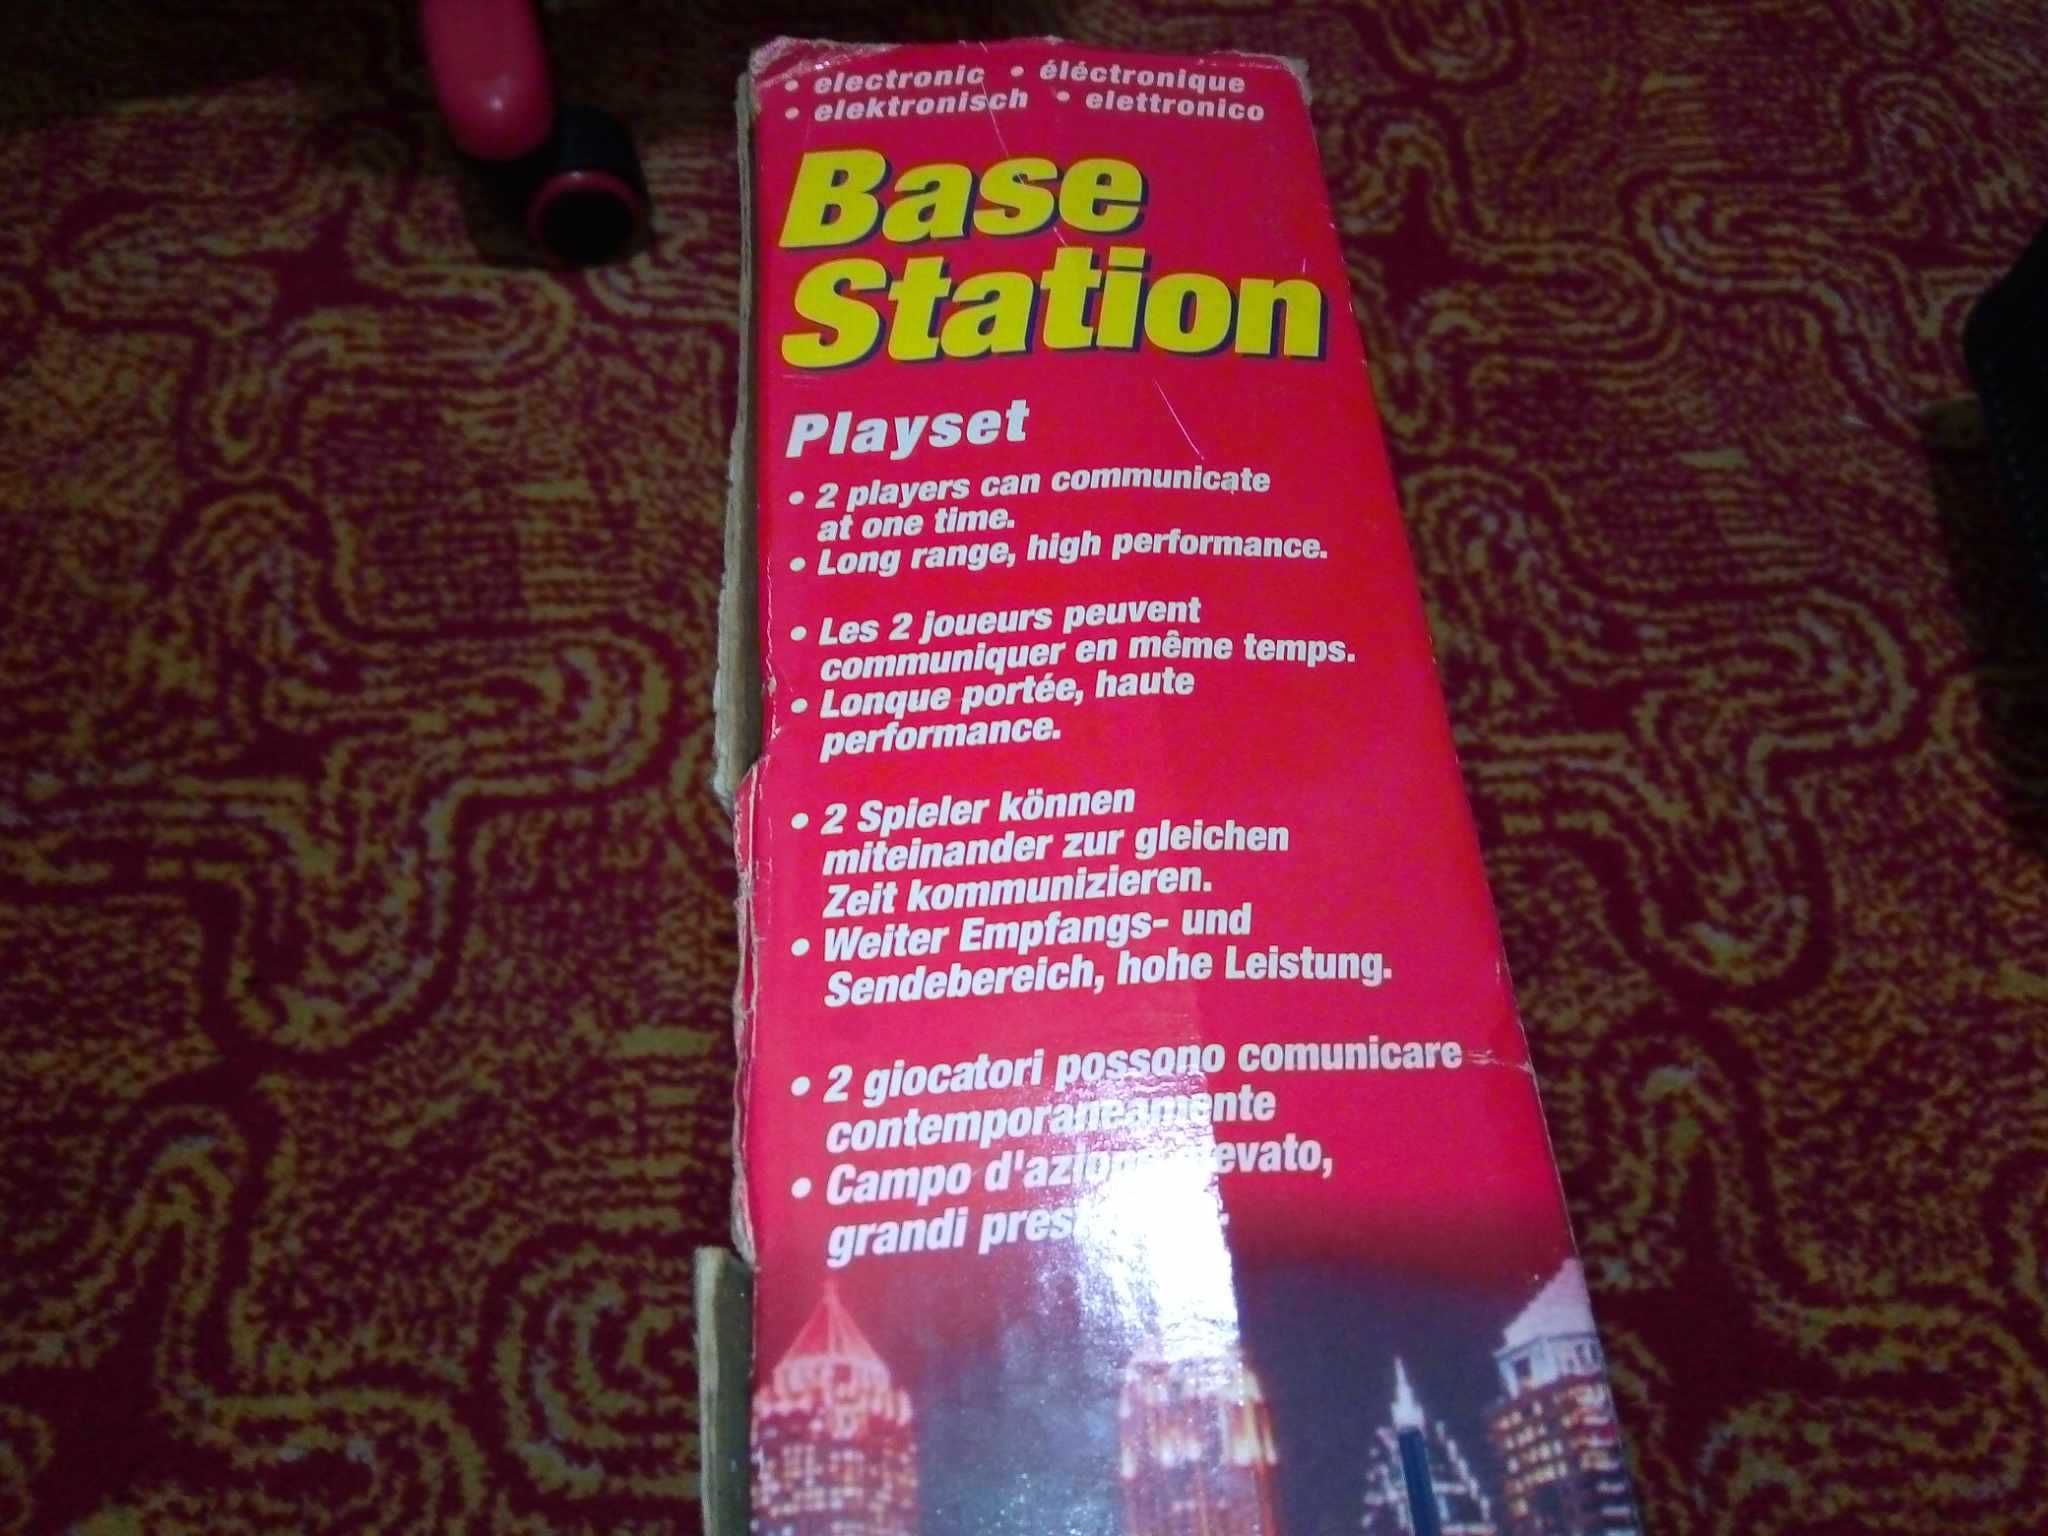 • electronic • éléctronique
• elektronisch • elettronico
Base
Station
Playset
• 2 players can communicate
at one time.
• Long range, high performance.
• Les 2 joueurs peuvent
communiquer en même temps.
• Lonque portée, haute
performance.
• 2 Spieler können
miteinander zur gleichen
Zeit kommunizieren.
• Weiter Empfangs- und
Sendebereich, hohe Leistung.
• 2 giocatori possono comunicare
contemporaneamente
• Campo
grandi